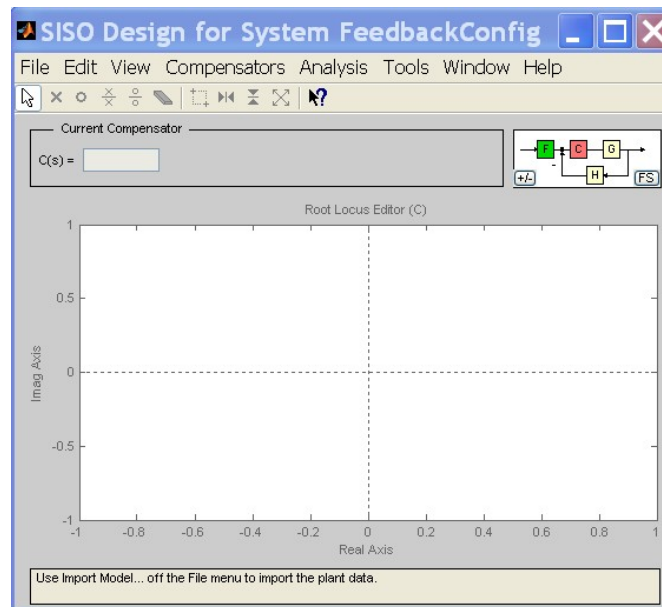 SISO Design for System FeedbackConfig
File Edit View Compensators Analysis Tools Window Help
Current Compensator
C(s) =
F C G
H
+/- FS
Root Locus Editor (C)
1
0.5
0
-0.5
-1
Imag Axis
-1 -0.8 -0.6 -0.4 -0.2 0 0.2 0.4 0.6 0.8 1
Real Axis
Use Import Model... off the File menu to import the plant data.